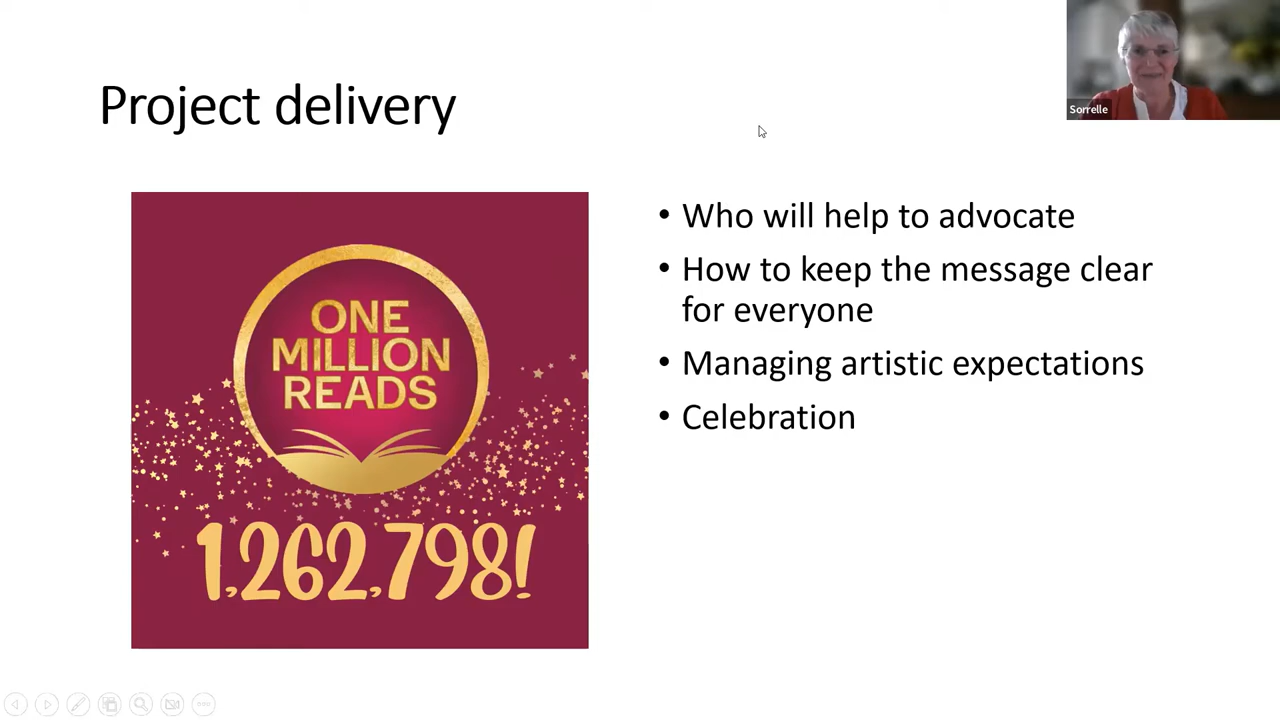 Project delivery
Sorrelle
ONE
MILLION
READS
1,262,798!
• Who will help to advocate
• How to keep the message clear
for everyone
• Managing artistic expectations
• Celebration